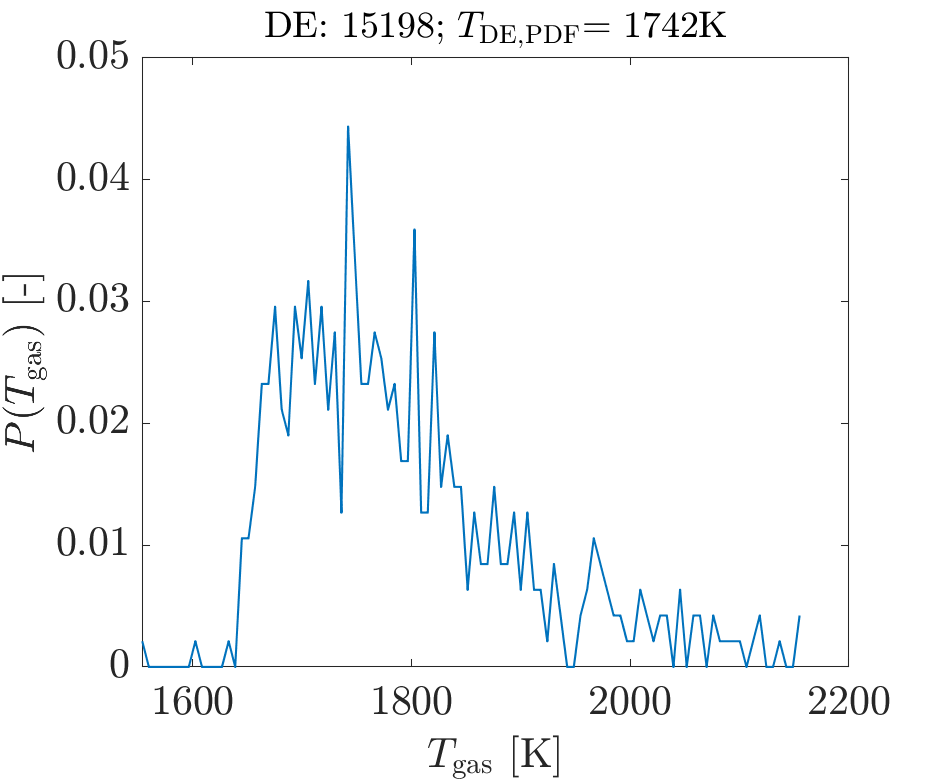 DE: 15198; T_DE,PDF= 1742K
0.05
0.04
0.03
0.02
0.01
0
P(T_gas) [-]
1600 1800 2000 2200
T_gas [K]